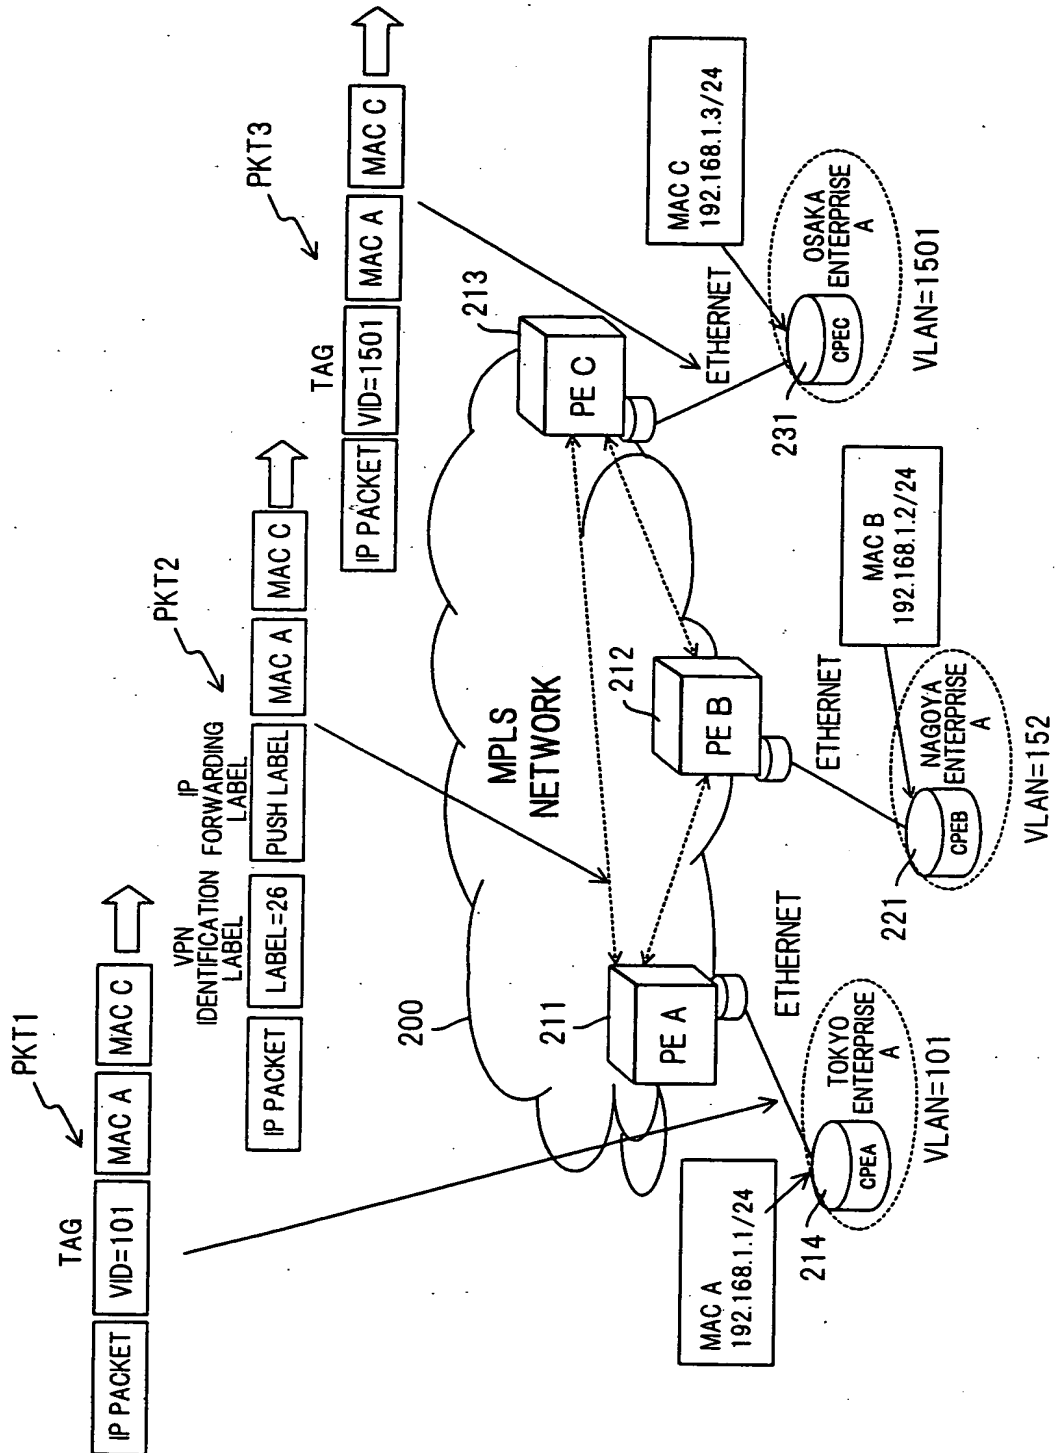 PKT1
TAG
IP PACKET
VID=101
MAC A
MAC C
PKT2
VPN
IDENTIFICATION
LABEL
IP
FORWARDING
LABEL
IP PACKET
LABEL=26
PUSH LABEL
MAC A
MAC C
PKT3
TAG
IP PACKET
VID=1501
MAC A
MAC C
200
MPLS
NETWORK
211
PE A
212
PE B
213
PE C
ETHERNET
ETHERNET
ETHERNET
MAC A
192.168.1.1/24
214
CPEA
TOKYO
ENTERPRISE
A
VLAN=101
MAC B
192.168.1.2/24
221
CPEB
NAGOYA
ENTERPRISE
A
VLAN=152
MAC C
192.168.1.3/24
231
CPEC
OSAKA
ENTERPRISE
A
VLAN=1501